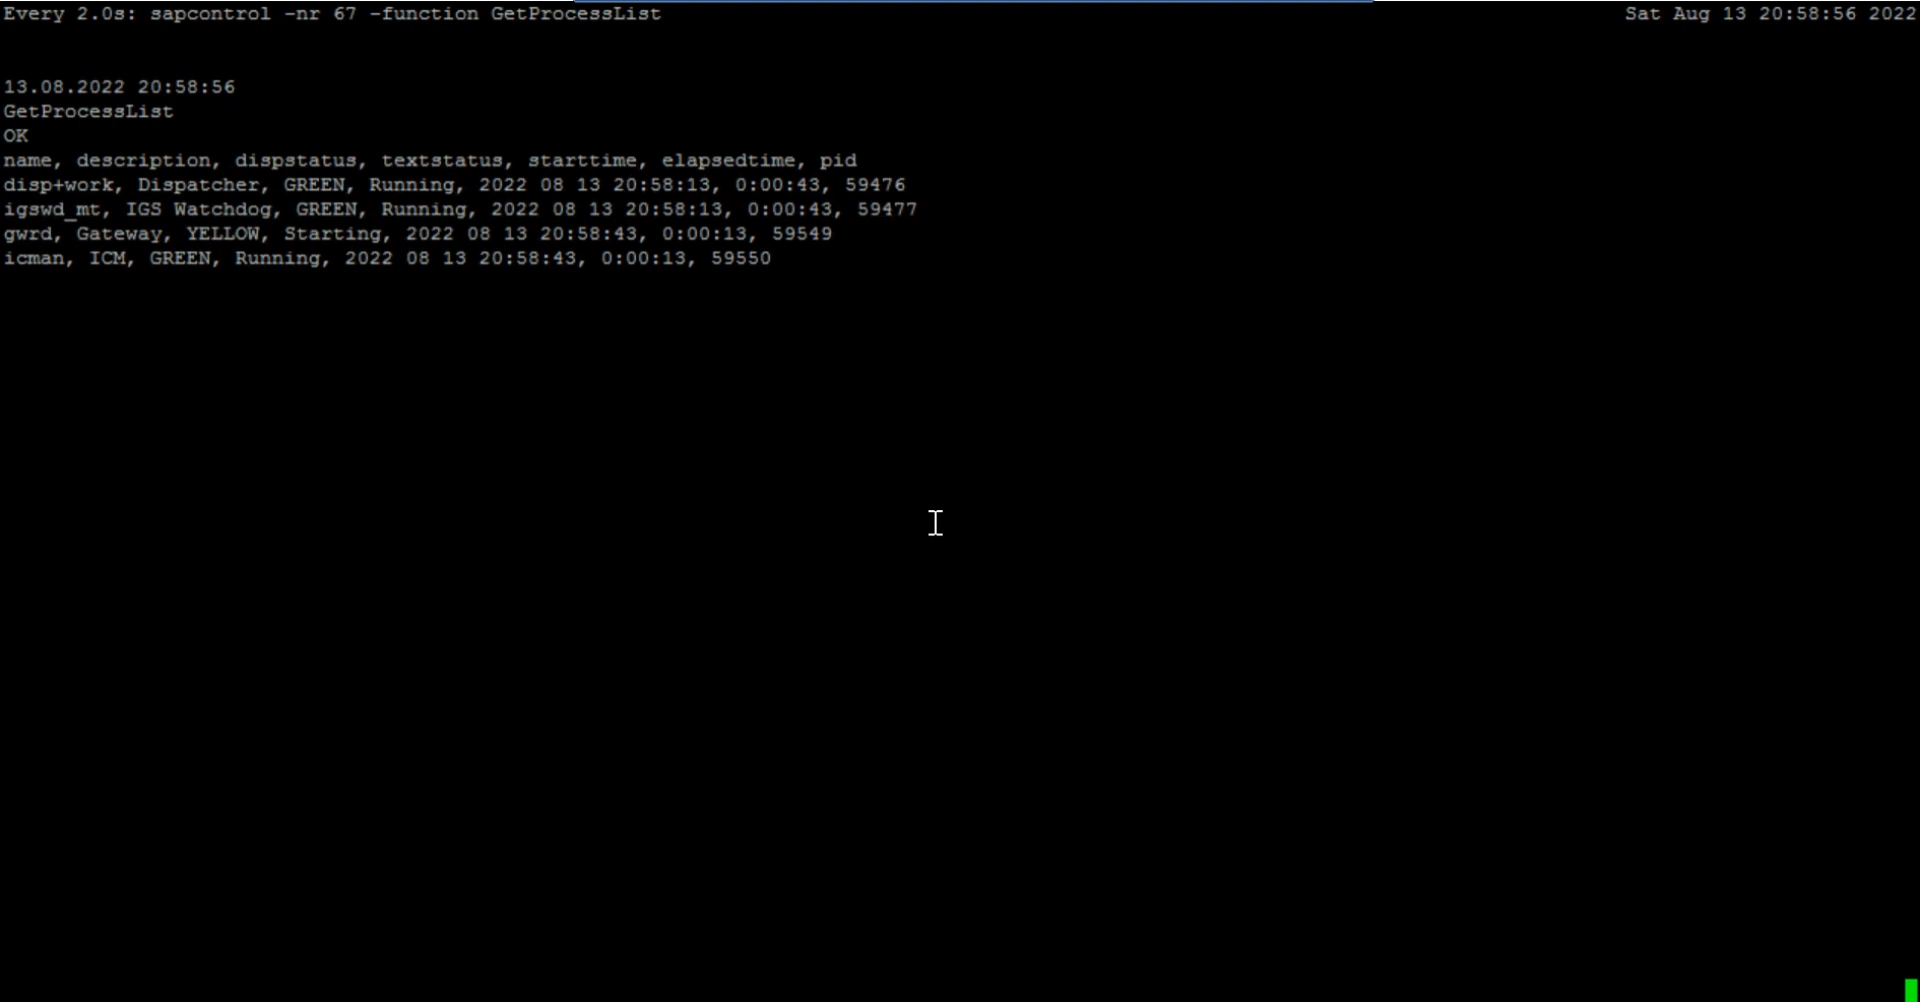 Every 2.0s: sapcontrol -nr 67 -function GetProcessList Sat Aug 13 20:58:56 2022
13.08.2022 20:58:56
GetProcessList
OK
name, description, dispstatus, textstatus, starttime, elapsedtime, pid
disp+work, Dispatcher, GREEN, Running, 2022 08 13 20:58:13, 0:00:43, 59476
igswd_mt, IGS Watchdog, GREEN, Running, 2022 08 13 20:58:13, 0:00:43, 59477
gwrd, Gateway, YELLOW, Starting, 2022 08 13 20:58:43, 0:00:13, 59549
icman, ICM, GREEN, Running, 2022 08 13 20:58:43, 0:00:13, 59550